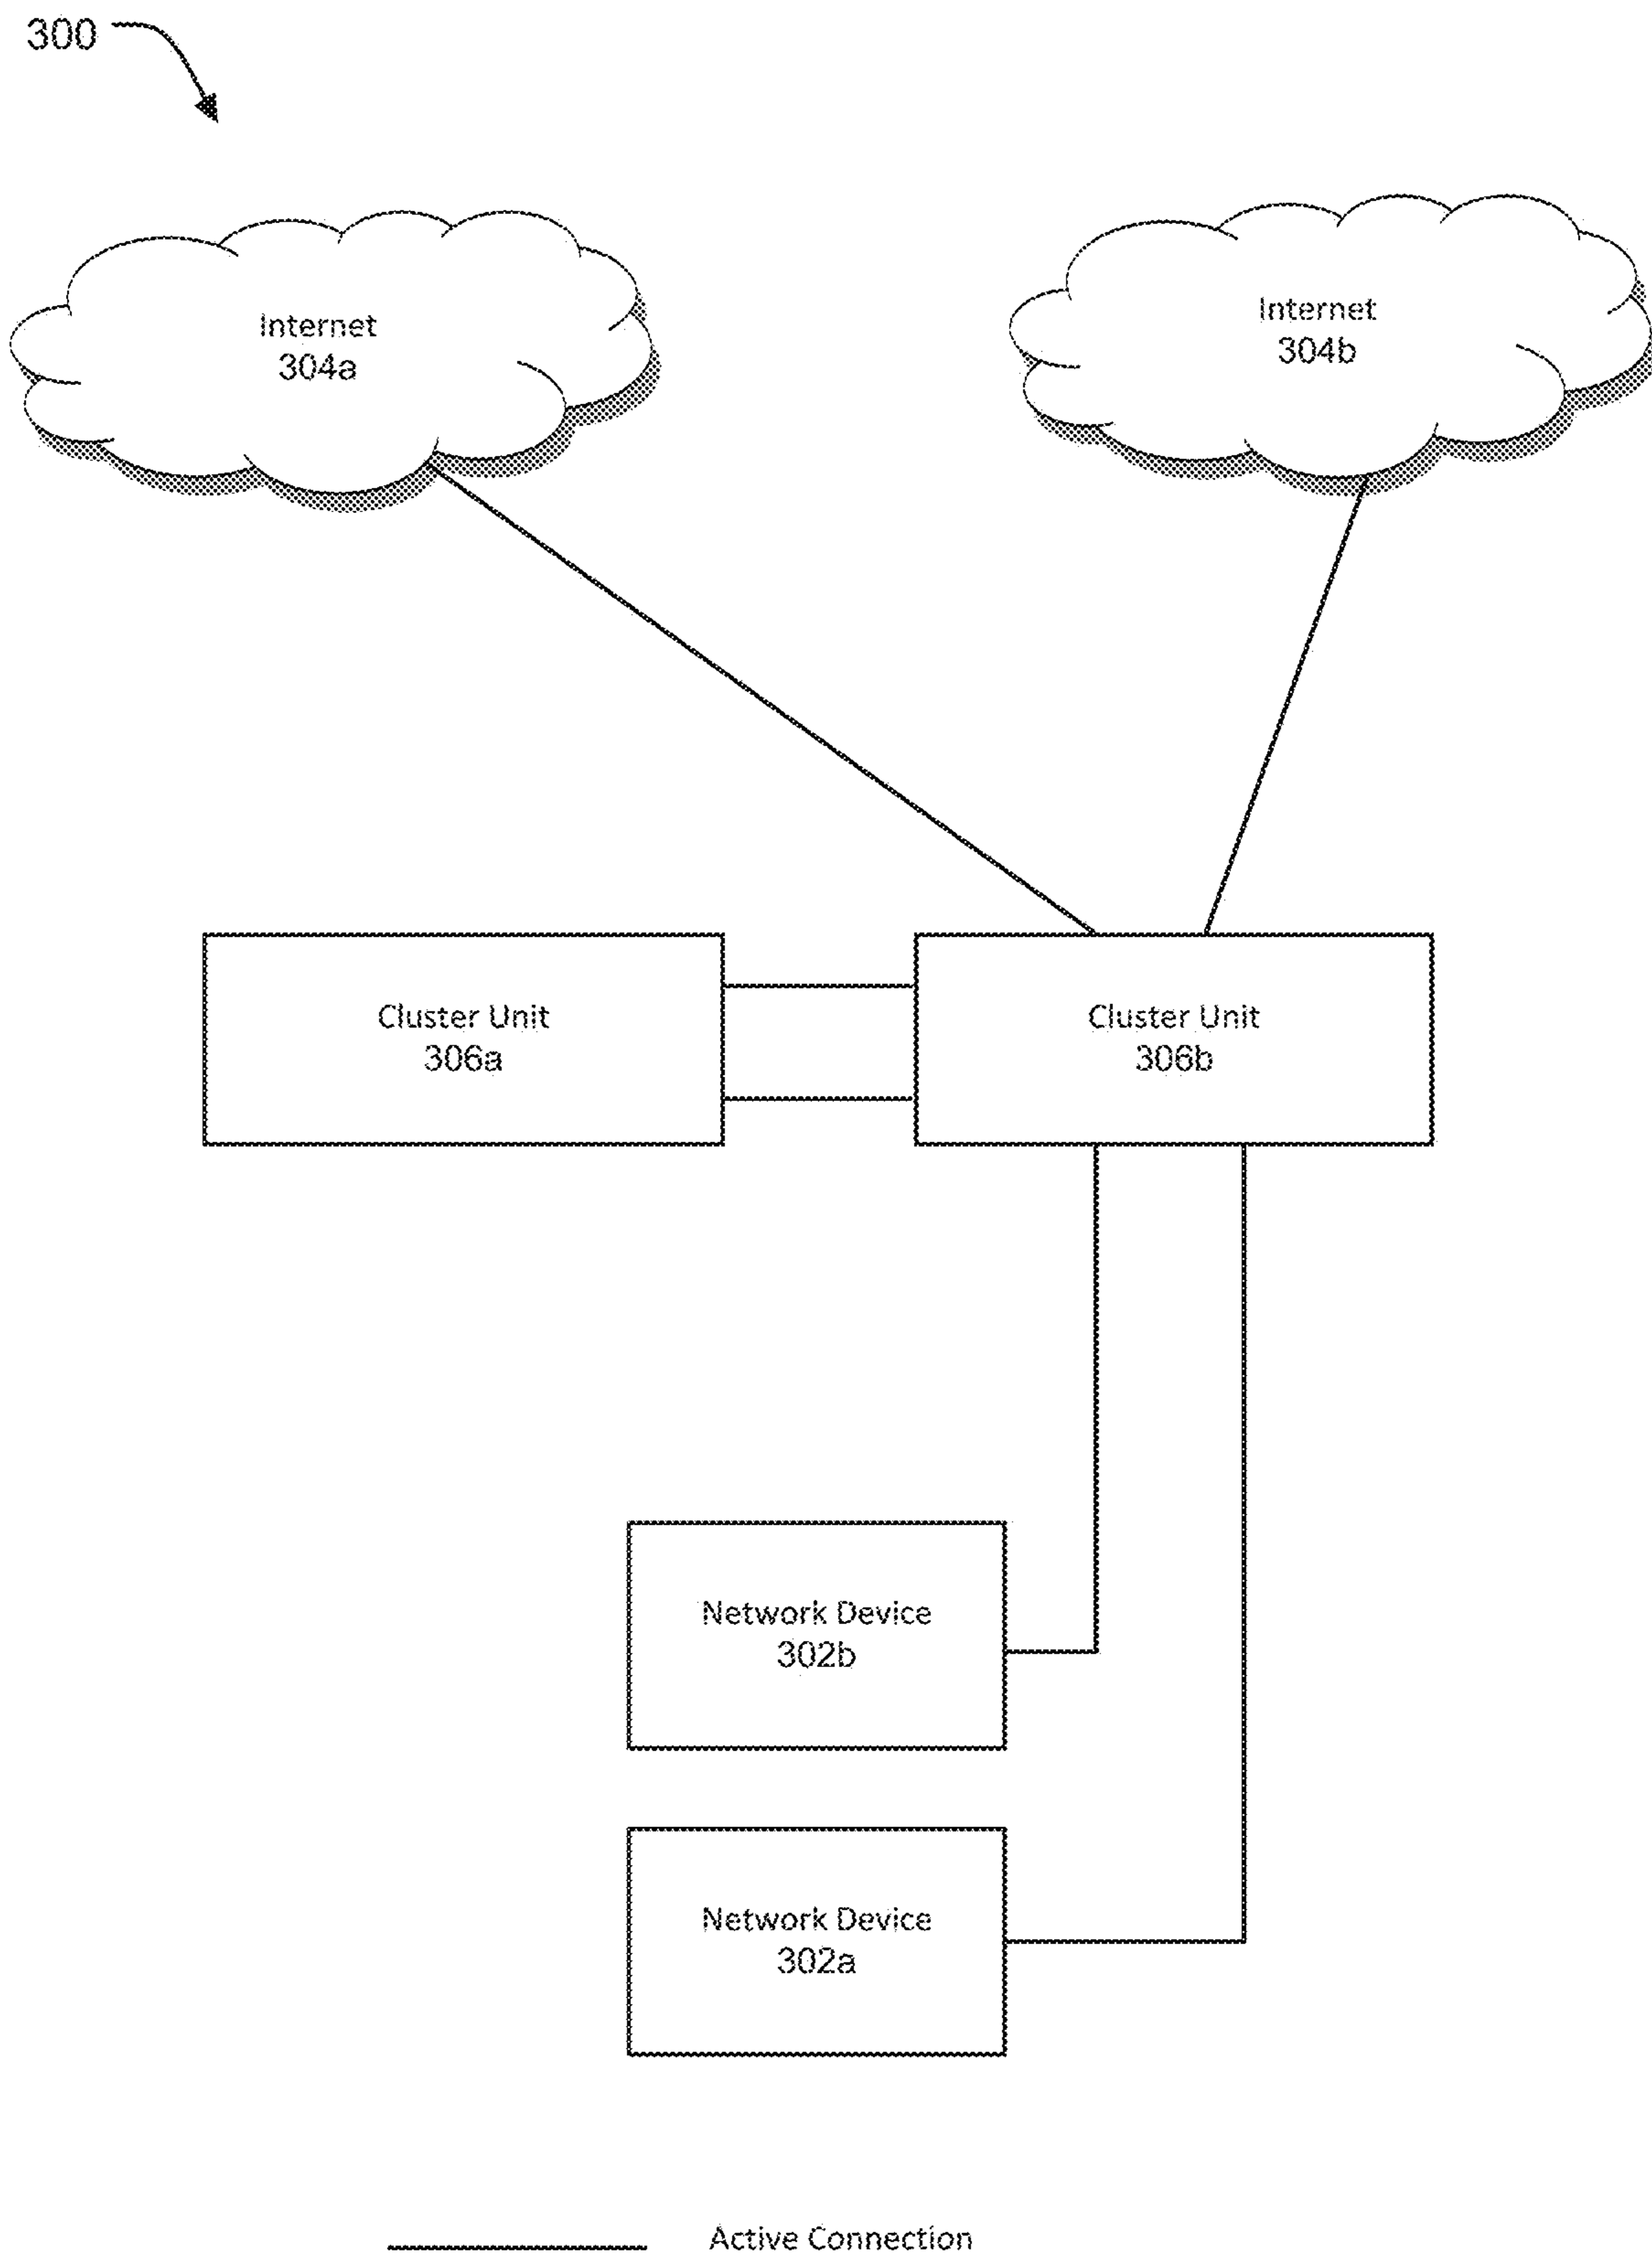 300
Internet
304a
Internet
304b
Cluster Unit
306a
Cluster Unit
306b
Network Device
302b
Network Device
302a
Active Connection